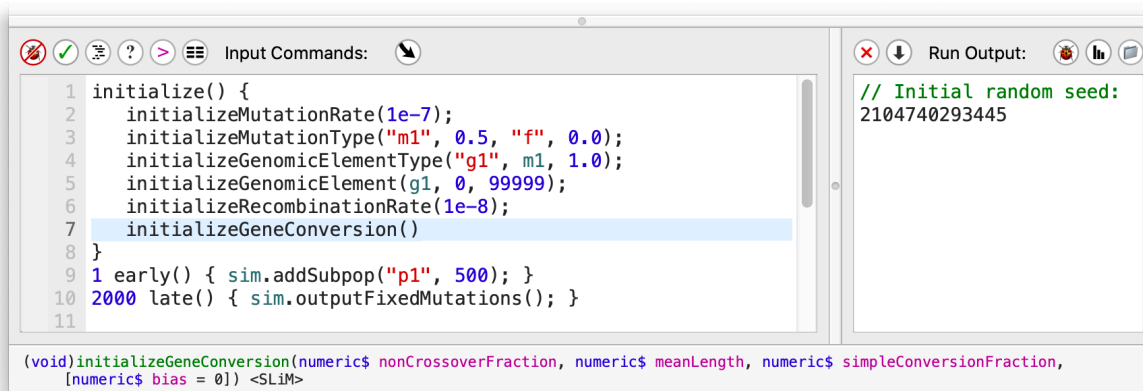 Input Commands:
Run Output:
1 initialize() {
2 initializeMutationRate(1e-7);
3 initializeMutationType("m1", 0.5, "f", 0.0);
4 initializeGenomicElementType("g1", m1, 1.0);
5 initializeGenomicElement(g1, 0, 99999);
6 initializeRecombinationRate(1e-8);
7 initializeGeneConversion()
8 }
9 1 early() { sim.addSubpop("p1", 500); }
10 2000 late() { sim.outputFixedMutations(); }
11
// Initial random seed:
2104740293445
(void)initializeGeneConversion(numeric$ nonCrossoverFraction, numeric$ meanLength, numeric$ simpleConversionFraction,
[numeric$ bias = 0]) <SLiM>